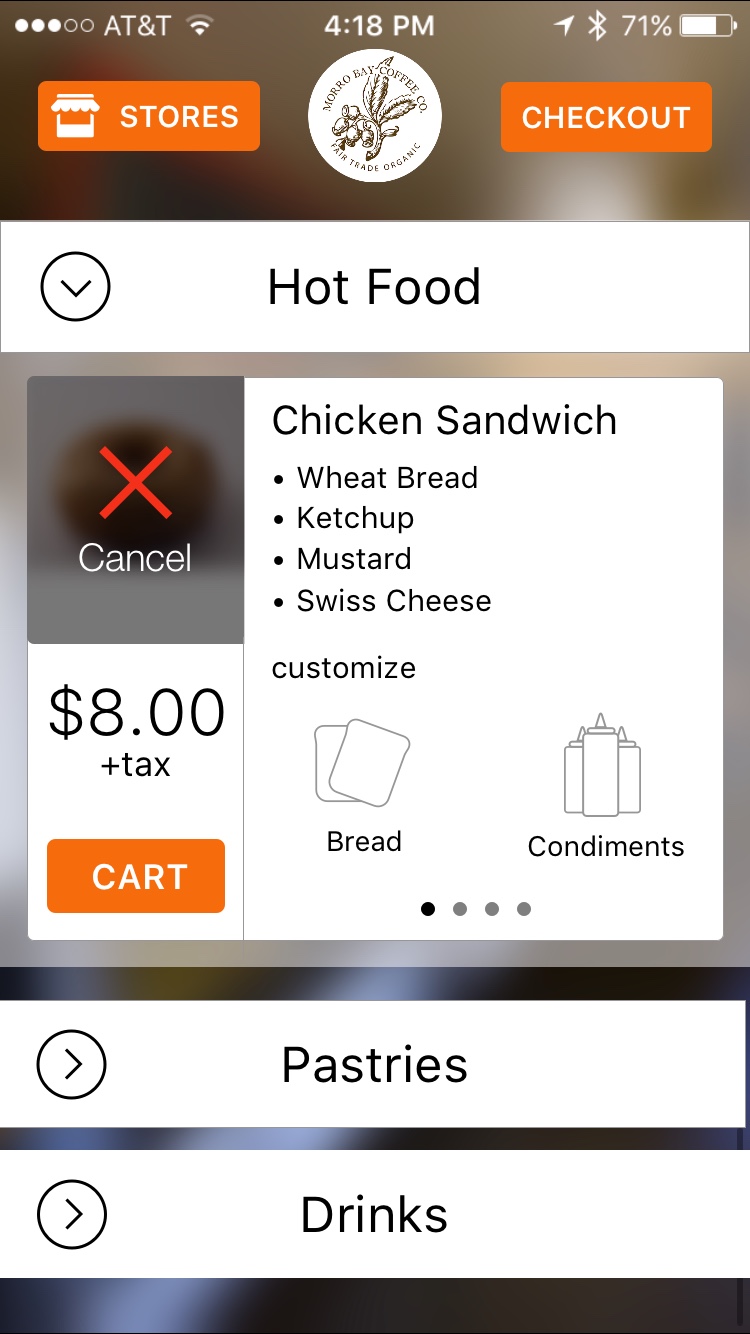 AT&T 4:18 PM 71%
STORES
MORRO BAY COFFEE CO.
FAIR TRADE ORGANIC
CHECKOUT
Hot Food
Cancel
Chicken Sandwich
• Wheat Bread
• Ketchup
• Mustard
• Swiss Cheese
customize
Bread
Condiments
$8.00
+tax
CART
Pastries
Drinks